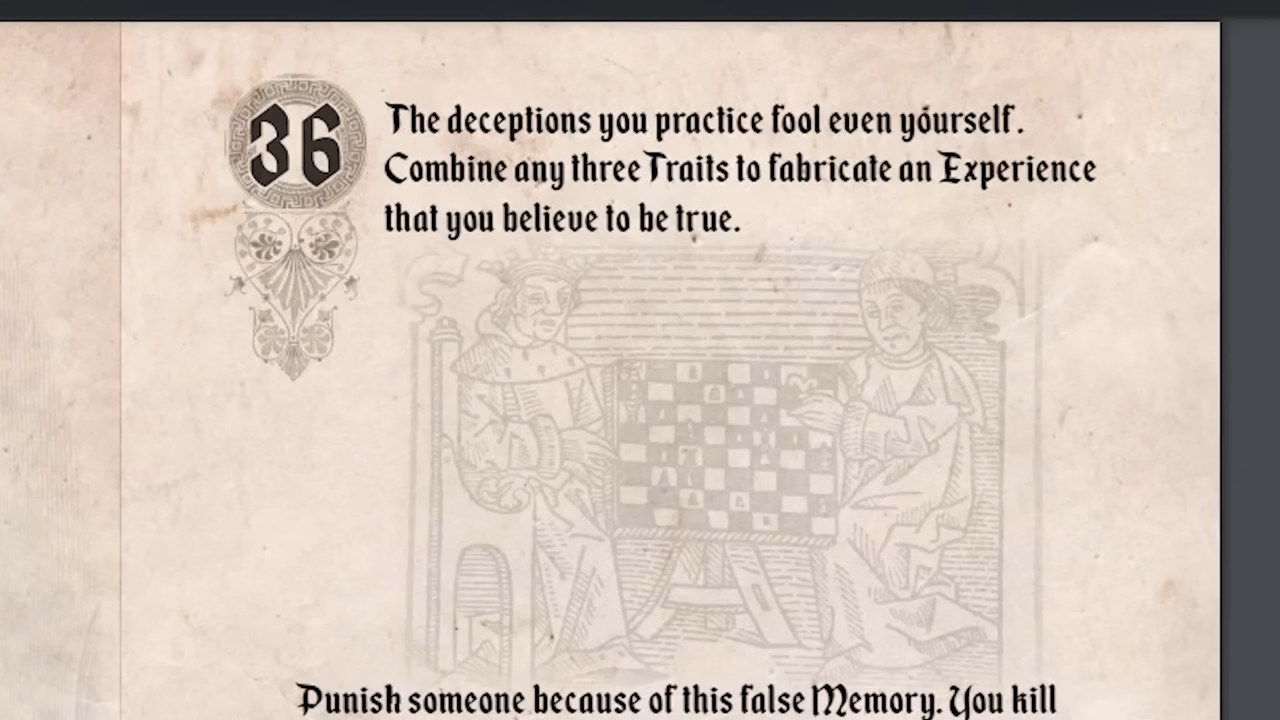 36
The deceptions you practice fool even yourself.
Combine any three Traits to fabricate an Experience
that you believe to be true.
Punish someone because of this false Memory. You kill